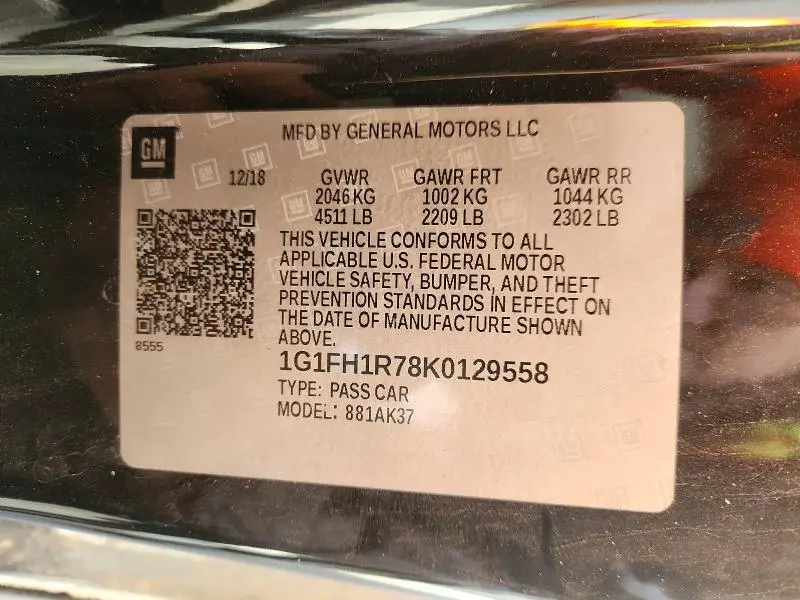 GM
MFD BY GENERAL MOTORS LLC
12/18 GVWR GAWR FRT GAWR RR
2046 KG 1002 KG 1044 KG
4511 LB 2209 LB 2302 LB
THIS VEHICLE CONFORMS TO ALL
APPLICABLE U.S. FEDERAL MOTOR
VEHICLE SAFETY, BUMPER, AND THEFT
PREVENTION STANDARDS IN EFFECT ON
THE DATE OF MANUFACTURE SHOWN
ABOVE.
8555
1G1FH1R78K0129558
TYPE: PASS CAR
MODEL: 881AK37